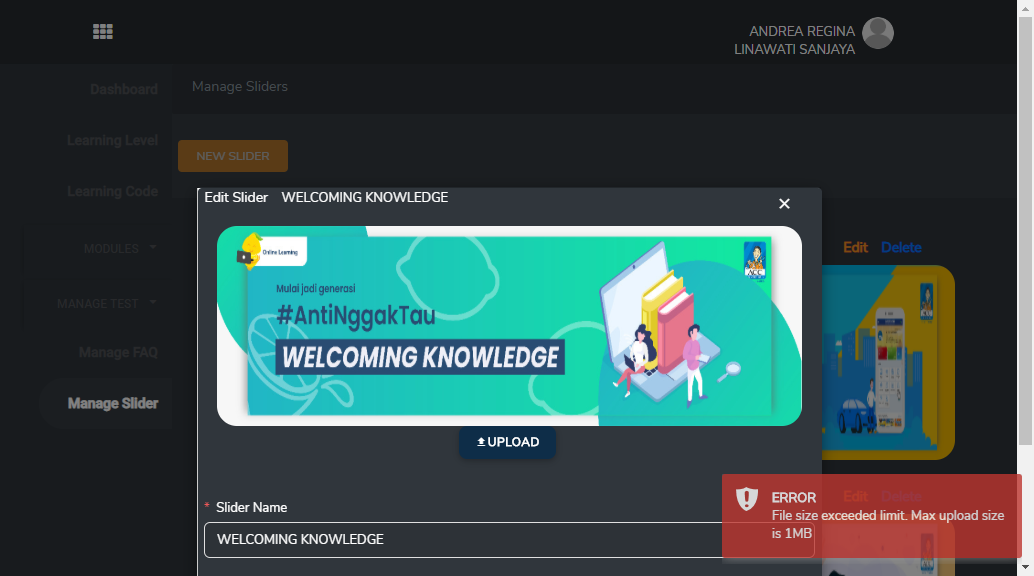 ANDREA REGINA
LINAWATI SANJAYA
Dashboard
Manage Sliders
Learning Level
NEW SLIDER
Learning Code
Edit Slider WELCOMING KNOWLEDGE
MODULES
Edit Delete
Online Learning
ACC
Mulai jadi generasi
#AntiNggakTau
WELCOMING KNOWLEDGE
MANAGE TEST
Manage FAQ
Manage Slider
UPLOAD
Edit Delete
ERROR
File size exceeded limit. Max upload size
is 1MB
* Slider Name
WELCOMING KNOWLEDGE